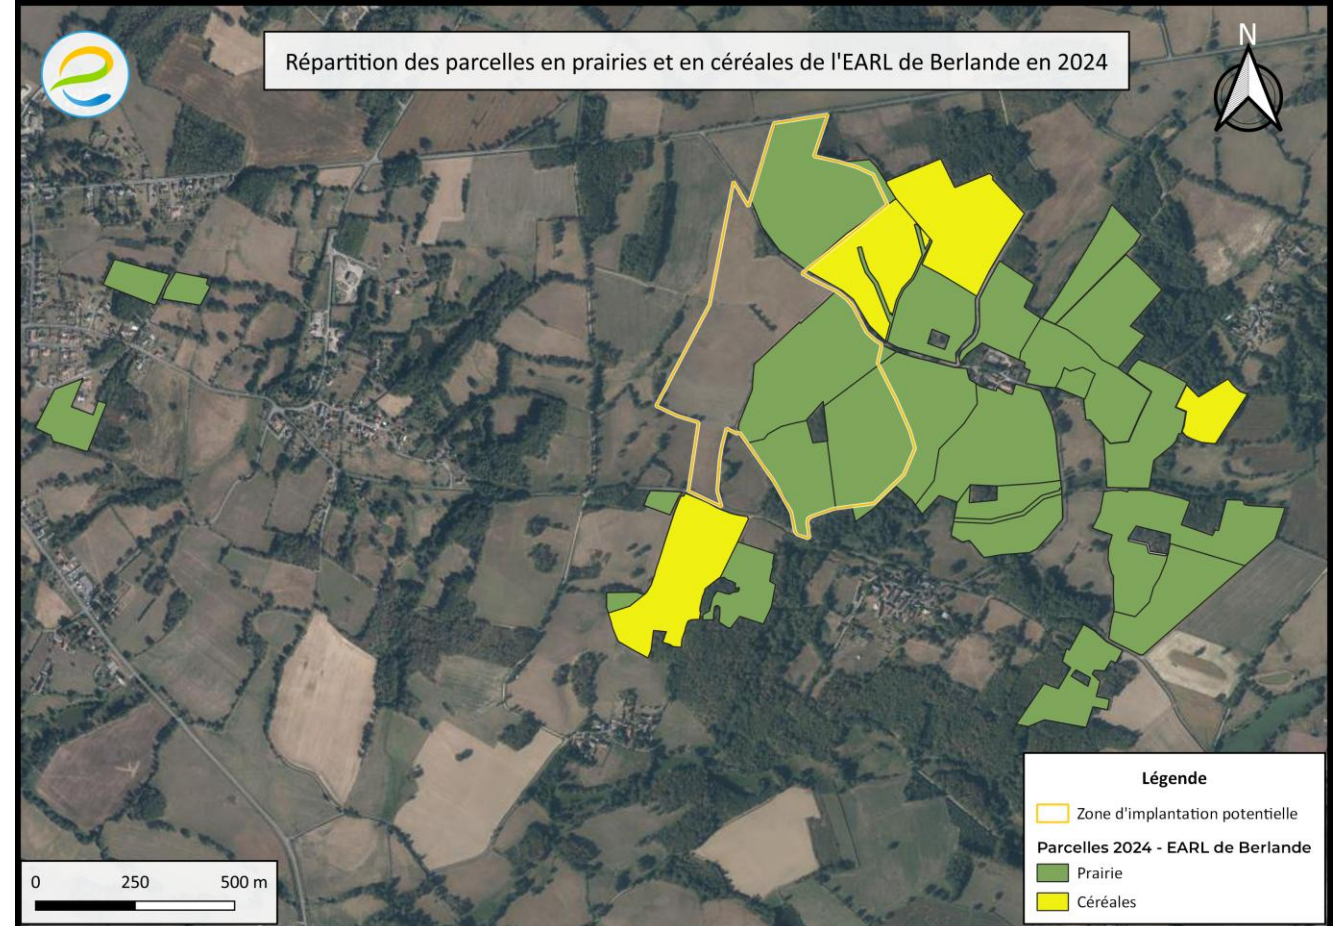 Répartition des parcelles en prairies et en céréales de l'EARL de Berlande en 2024
N
Légende
Zone d'implantation potentielle
Parcelles 2024 - EARL de Berlande
Prairie
Céréales
0 250 500 m